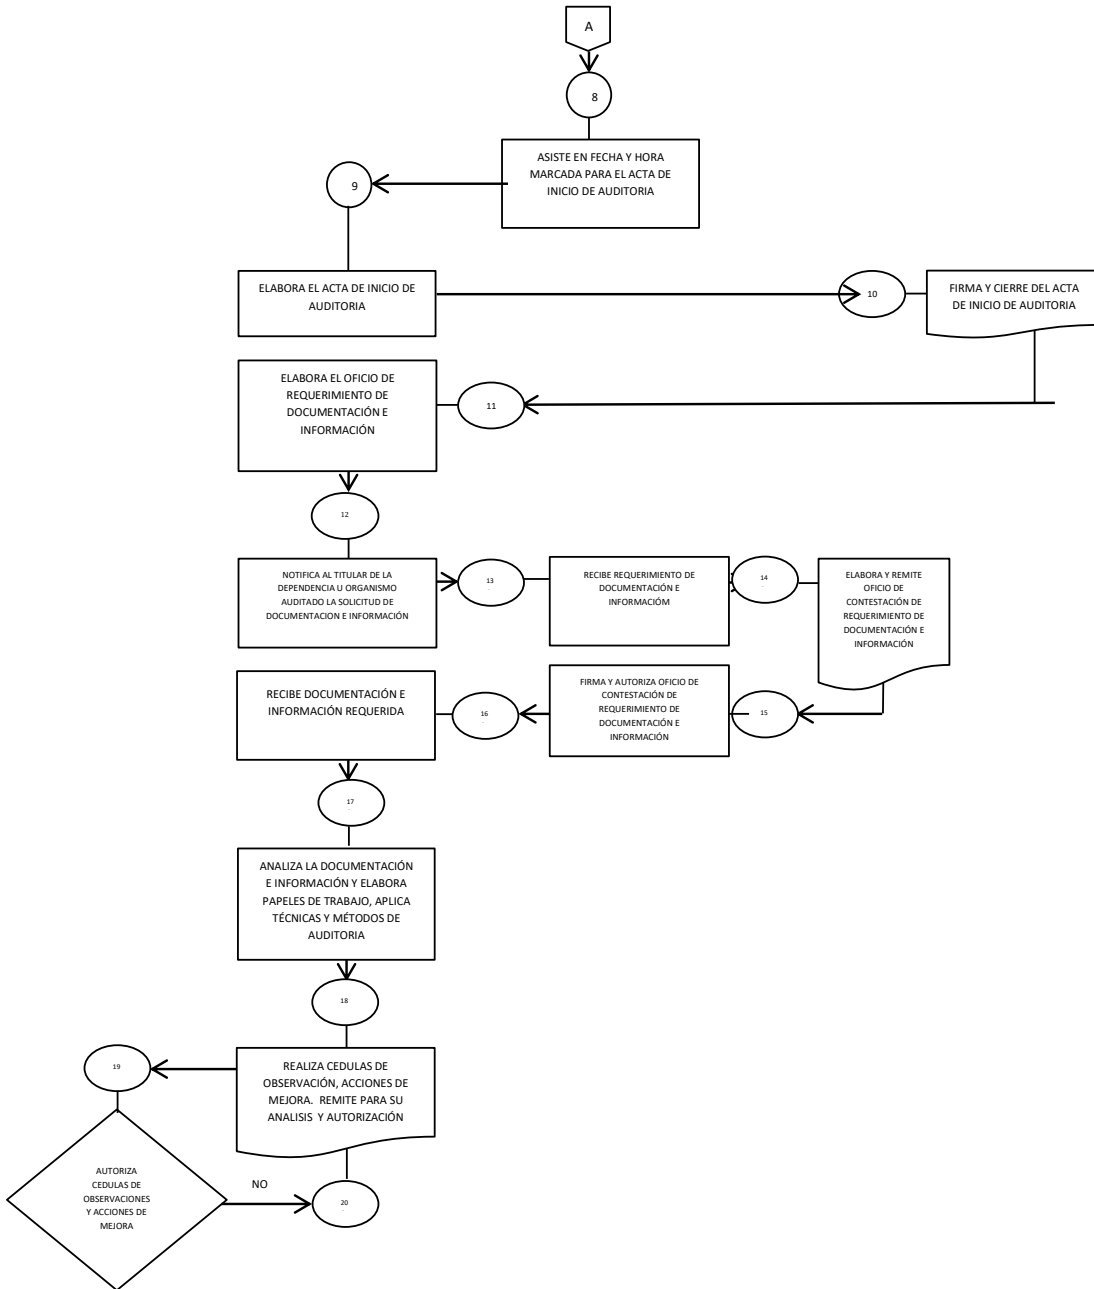 A
8
ASISTE EN FECHA Y HORA
MARCADA PARA EL ACTA DE
INICIO DE AUDITORIA
9
ELABORA EL ACTA DE INICIO DE
AUDITORIA
10
FIRMA Y CIERRE DEL ACTA
DE INICIO DE AUDITORIA
ELABORA EL OFICIO DE
REQUERIMIENTO DE
DOCUMENTACIÓN E
INFORMACIÓN
11
12
NOTIFICA AL TITULAR DE LA
DEPENDENCIA U ORGANISMO
AUDITADO LA SOLICITUD DE
DOCUMENTACION E INFORMACIÓN
13
RECIBE REQUERIMIENTO DE
DOCUMENTACIÓN E
INFORMACIÓM
14
ELABORA Y REMITE
OFICIO DE
CONTESTACIÓN DE
REQUERIMIENTO DE
DOCUMENTACIÓN E
INFORMACIÓN
15
FIRMA Y AUTORIZA OFICIO DE
CONTESTACIÓN DE
REQUERIMIENTO DE
DOCUMENTACIÓN E
INFORMACIÓN
16
RECIBE DOCUMENTACIÓN E
INFORMACIÓN REQUERIDA
17
ANALIZA LA DOCUMENTACIÓN
E INFORMACIÓN Y ELABORA
PAPELES DE TRABAJO, APLICA
TÉCNICAS Y MÉTODOS DE
AUDITORIA
18
REALIZA CEDULAS DE
OBSERVACIÓN, ACCIONES DE
MEJORA. REMITE PARA SU
ANALISIS Y AUTORIZACIÓN
19
AUTORIZA
CEDULAS DE
OBSERVACIONES
Y ACCIONES DE
MEJORA
NO
20